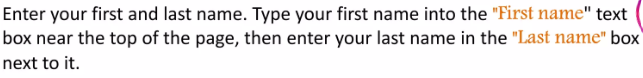 Enter your first and last name. Type your first name into the "First name" text
box near the top of the page, then enter your last name in the "Last name" box
next to it.